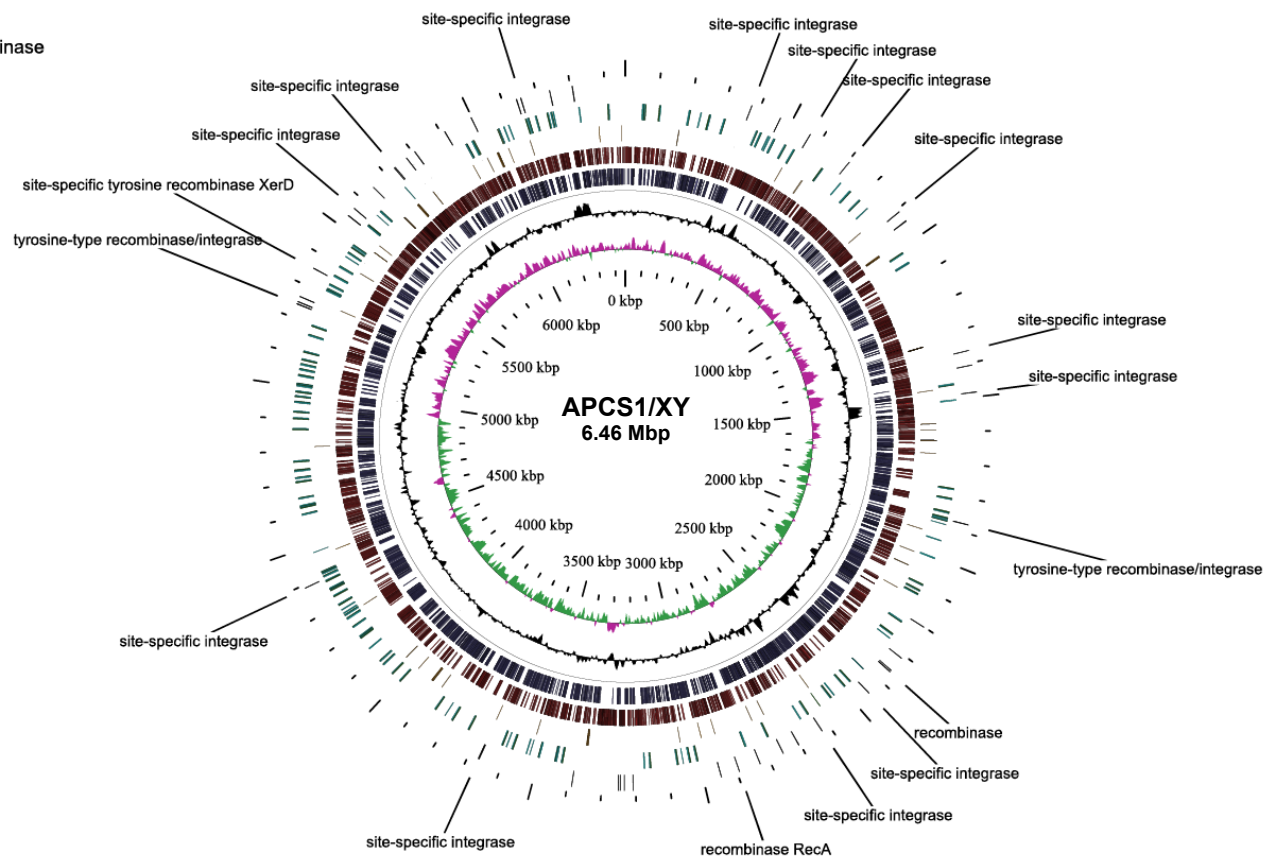 site-specific integrase
site-specific integrase
inase
site-specific integrase
site-specific integrase
site-specific integrase
site-specific integrase
site-specific integrase
site-specific tyrosine recombinase XerD
tyrosine-type recombinase/integrase
0 kbp
6000 kbp
500 kbp
site-specific integrase
5500 kbp
1000 kbp
site-specific integrase
APCS1/XY
5000 kbp
1500 kbp
6.46 Mbp
4500 kbp
2000 kbp
4000 kbp
2500 kbp
3500 kbp
3000 kbp
tyrosine-type recombinase/integrase
site-specific integrase
recombinase
site-specific integrase
site-specific integrase
site-specific integrase
recombinase RecA